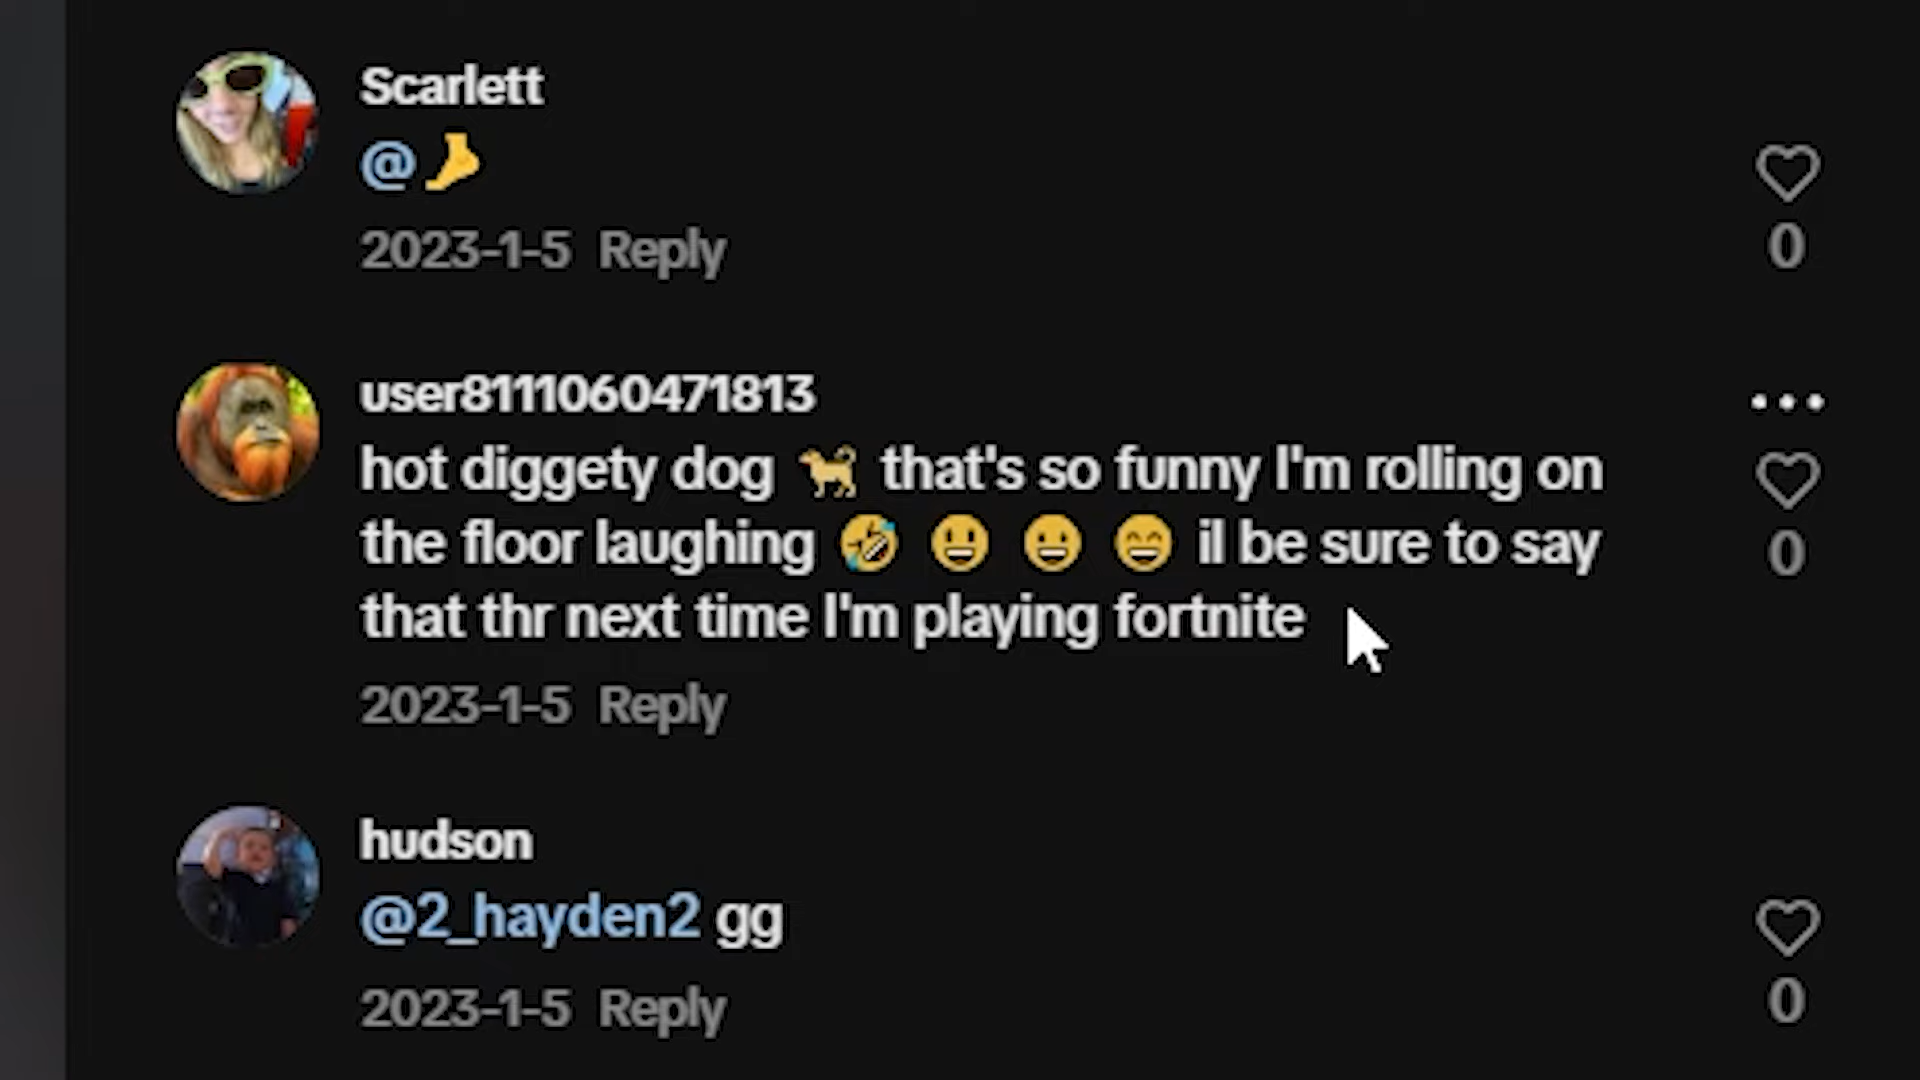 Scarlett
@🦶
2023-1-5 Reply
0
user8111060471813
hot diggety dog 🐕 that's so funny I'm rolling on
the floor laughing 🤣 😃 😀 😄 il be sure to say
that thr next time I'm playing fortnite
0
2023-1-5 Reply
hudson
@2_hayden2 gg
2023-1-5 Reply
0